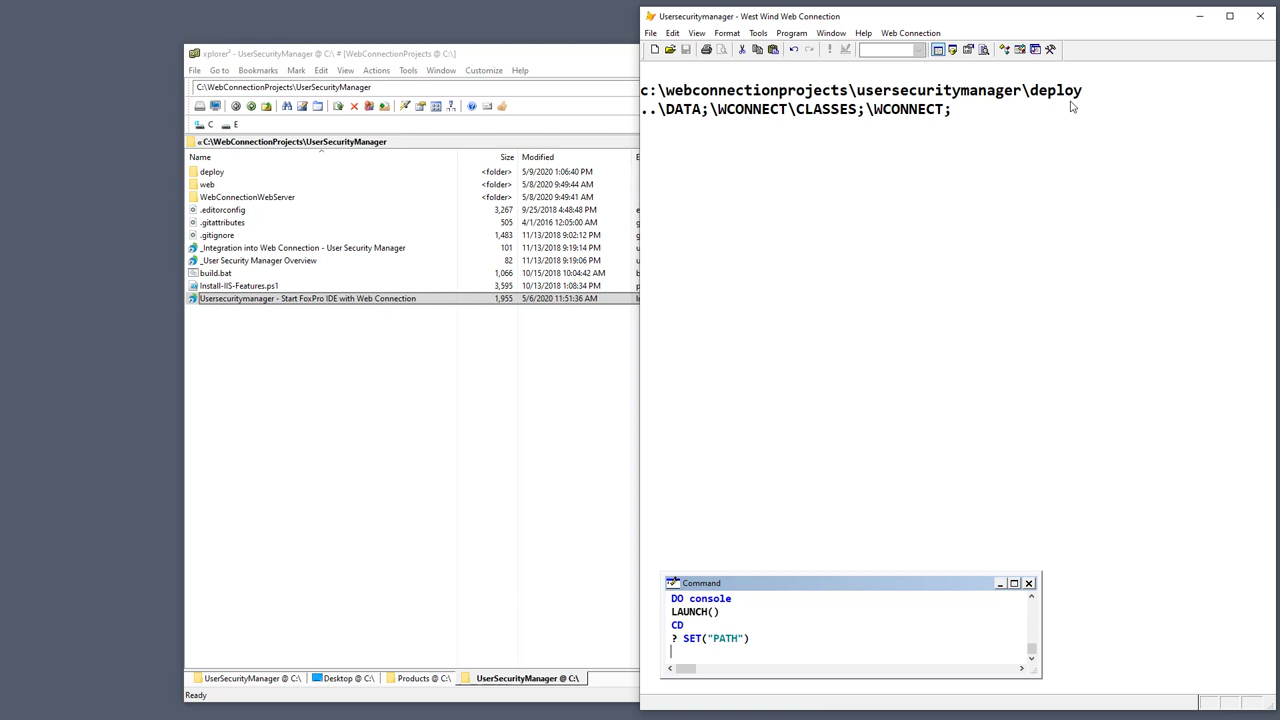 xplorer² - UserSecurityManager @ C:\ # [WebConnectionProjects @ C:\]
File Go to Bookmarks Mark Edit View Actions Tools Window Customize Help
C:\WebConnectionProjects\UserSecurityManager
C E
« C:\WebConnectionProjects\UserSecurityManager
Name Size Modified
deploy <folder> 5/9/2020 1:06:40 PM
web <folder> 5/8/2020 9:49:44 AM
WebConnectionWebServer <folder> 5/8/2020 9:49:41 AM
.editorconfig 3,267 9/25/2018 4:48:48 PM
.gitattributes 505 4/1/2016 12:05:00 AM
.gitignore 1,483 11/13/2018 9:02:12 PM
_Integration into Web Connection - User Security Manager 101 11/13/2018 9:19:14 PM
_User Security Manager Overview 82 11/13/2018 9:19:06 PM
build.bat 1,066 10/15/2018 10:04:42 AM
Install-IIS-Features.ps1 3,595 10/13/2018 1:08:34 PM
Usersecuritymanager - Start FoxPro IDE with Web Connection 1,955 5/6/2020 11:51:36 AM
UserSecurityManager @ C:\ Desktop @ C:\ Products @ C:\ UserSecurityManager @ C:\
Ready
Usersecuritymanager - West Wind Web Connection
File Edit View Format Tools Program Window Help Web Connection
c:\webconnectionprojects\usersecuritymanager\deploy
..\DATA;\WCONNECT\CLASSES;\WCONNECT;
Command
DO console
LAUNCH()
CD
? SET("PATH")